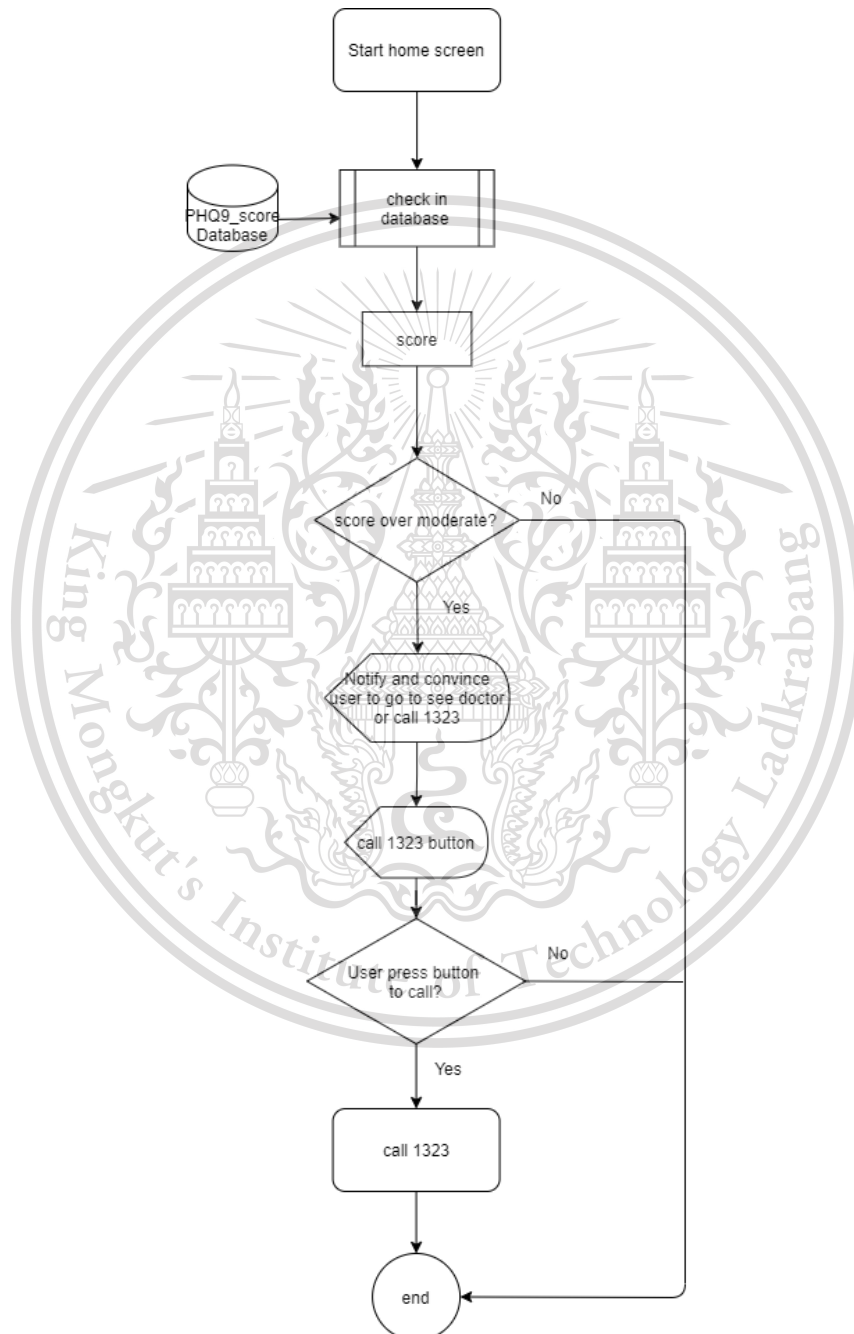 Start home screen
PHQ9_score
Database
check in
database
score
score over moderate?
No
Yes
Notify and convince
user to go to see doctor
or call 1323
call 1323 button
User press button
to call?
No
Yes
call 1323
end
King Mongkut's Institute of Technology Ladkrabang